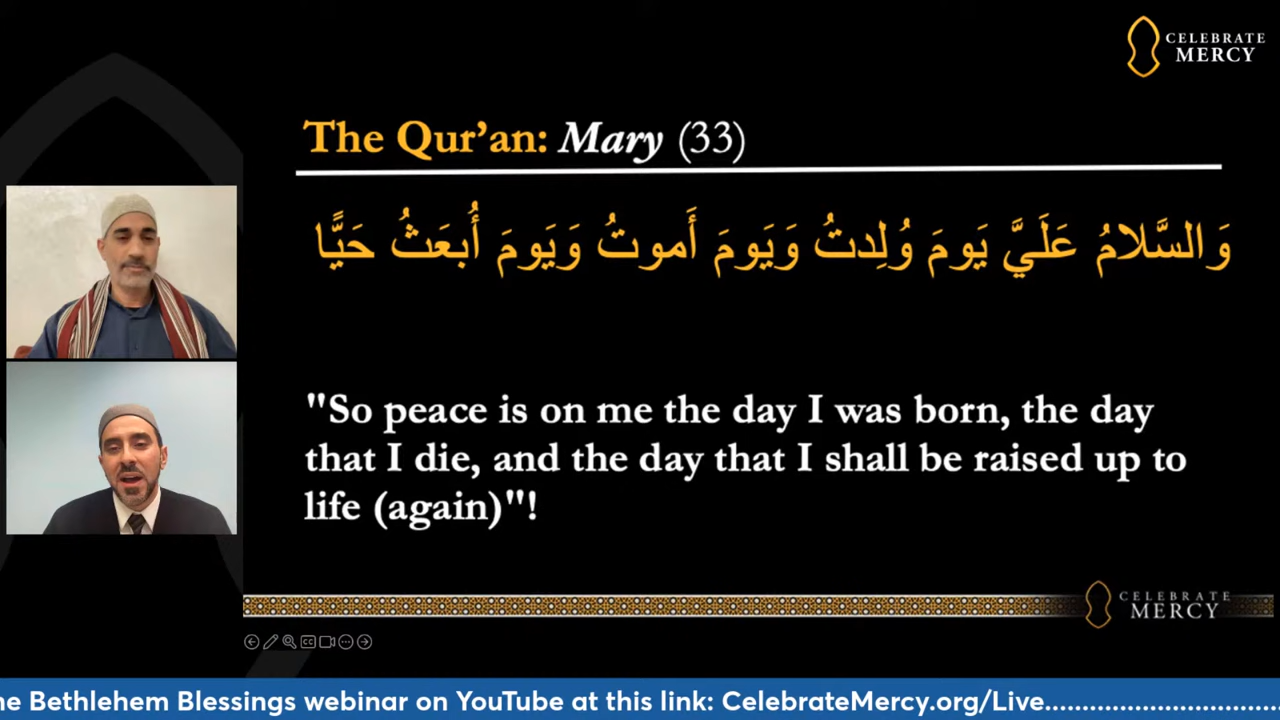 CELEBRATE
MERCY
The Qur’an: Mary (33)
وَالسَّلامُ عَلَيَّ يَومَ وُلِدتُ وَيَومَ أَموتُ وَيَومَ أُبعَثُ حَيًّا
"So peace is on me the day I was born, the day
that I die, and the day that I shall be raised up to
life (again)"!
CELEBRATE
MERCY
CC
Bethlehem Blessings webinar on YouTube at this link: CelebrateMercy.org/Live..................................................